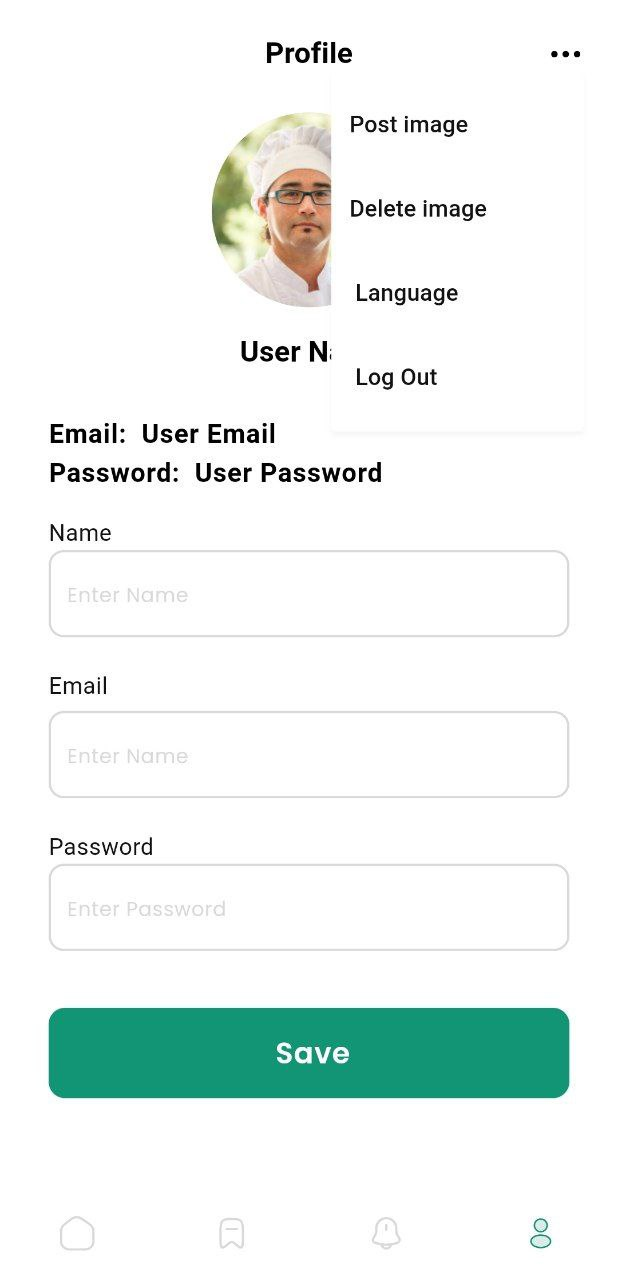 Profile
Post image
Delete image
Language
Log Out
User Na
Email: User Email
Password: User Password
Name
Enter Name
Email
Enter Name
Password
Enter Password
Save